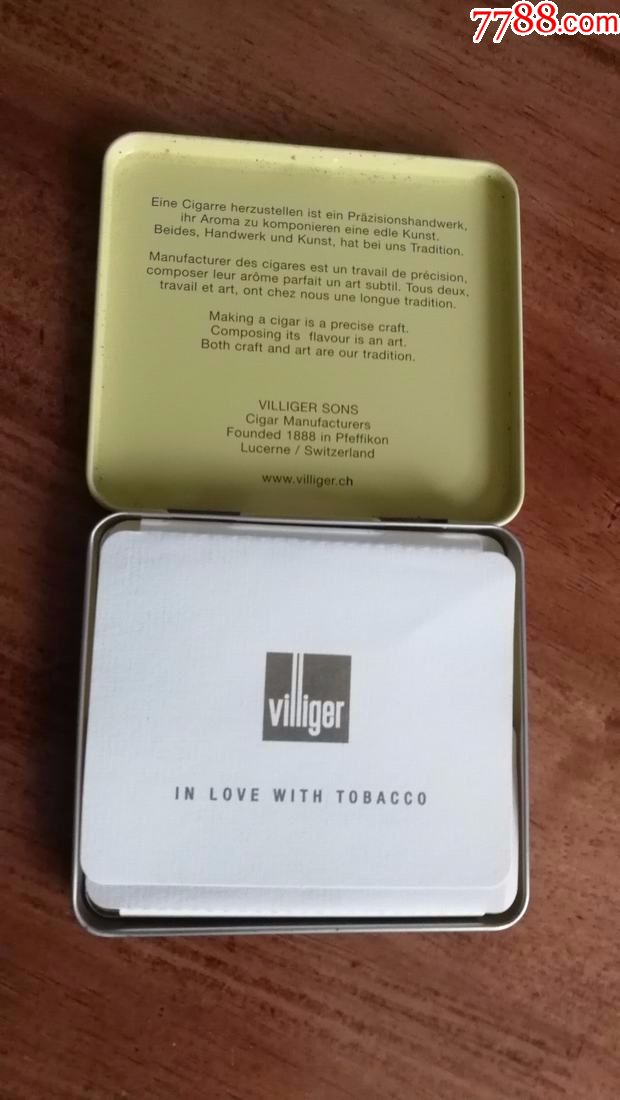 7788.com
Eine Cigarre herzustellen ist ein Präzisionshandwerk,
ihr Aroma zu komponieren eine edle Kunst.
Beides, Handwerk und Kunst, hat bei uns Tradition.
Manufacturer des cigares est un travail de précision,
composer leur arôme parfait un art subtil. Tous deux,
travail et art, ont chez nous une longue tradition.
Making a cigar is a precise craft.
Composing its flavour is an art.
Both craft and art are our tradition.
VILLIGER SONS
Cigar Manufacturers
Founded 1888 in Pfeffikon
Lucerne / Switzerland
www.villiger.ch
villiger
IN LOVE WITH TOBACCO